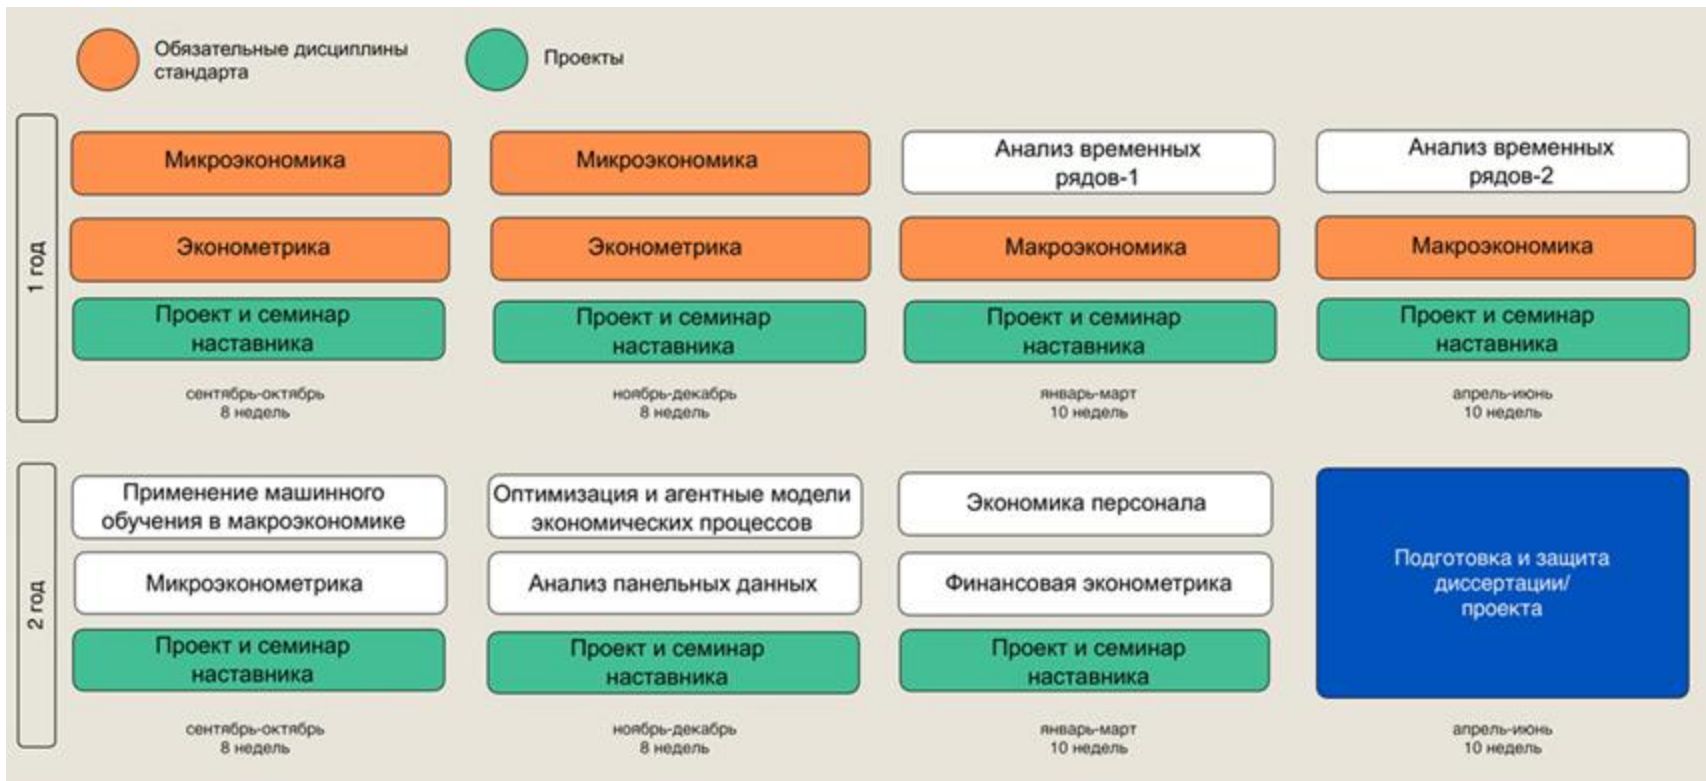 Обязательные дисциплины
стандарта
Проекты
1 год
Микроэкономика
Микроэкономика
Анализ временных
рядов-1
Анализ временных
рядов-2
Эконометрика
Эконометрика
Макроэкономика
Макроэкономика
Проект и семинар
наставника
Проект и семинар
наставника
Проект и семинар
наставника
Проект и семинар
наставника
сентябрь-октябрь
8 недель
ноябрь-декабрь
8 недель
январь-март
10 недель
апрель-июнь
10 недель
2 год
Применение машинного
обучения в макроэкономике
Оптимизация и агентные модели
экономических процессов
Экономика персонала
Подготовка и защита
диссертации/
проекта
Микроэконометрика
Анализ панельных данных
Финансовая эконометрика
Проект и семинар
наставника
Проект и семинар
наставника
Проект и семинар
наставника
сентябрь-октябрь
8 недель
ноябрь-декабрь
8 недель
январь-март
10 недель
апрель-июнь
10 недель